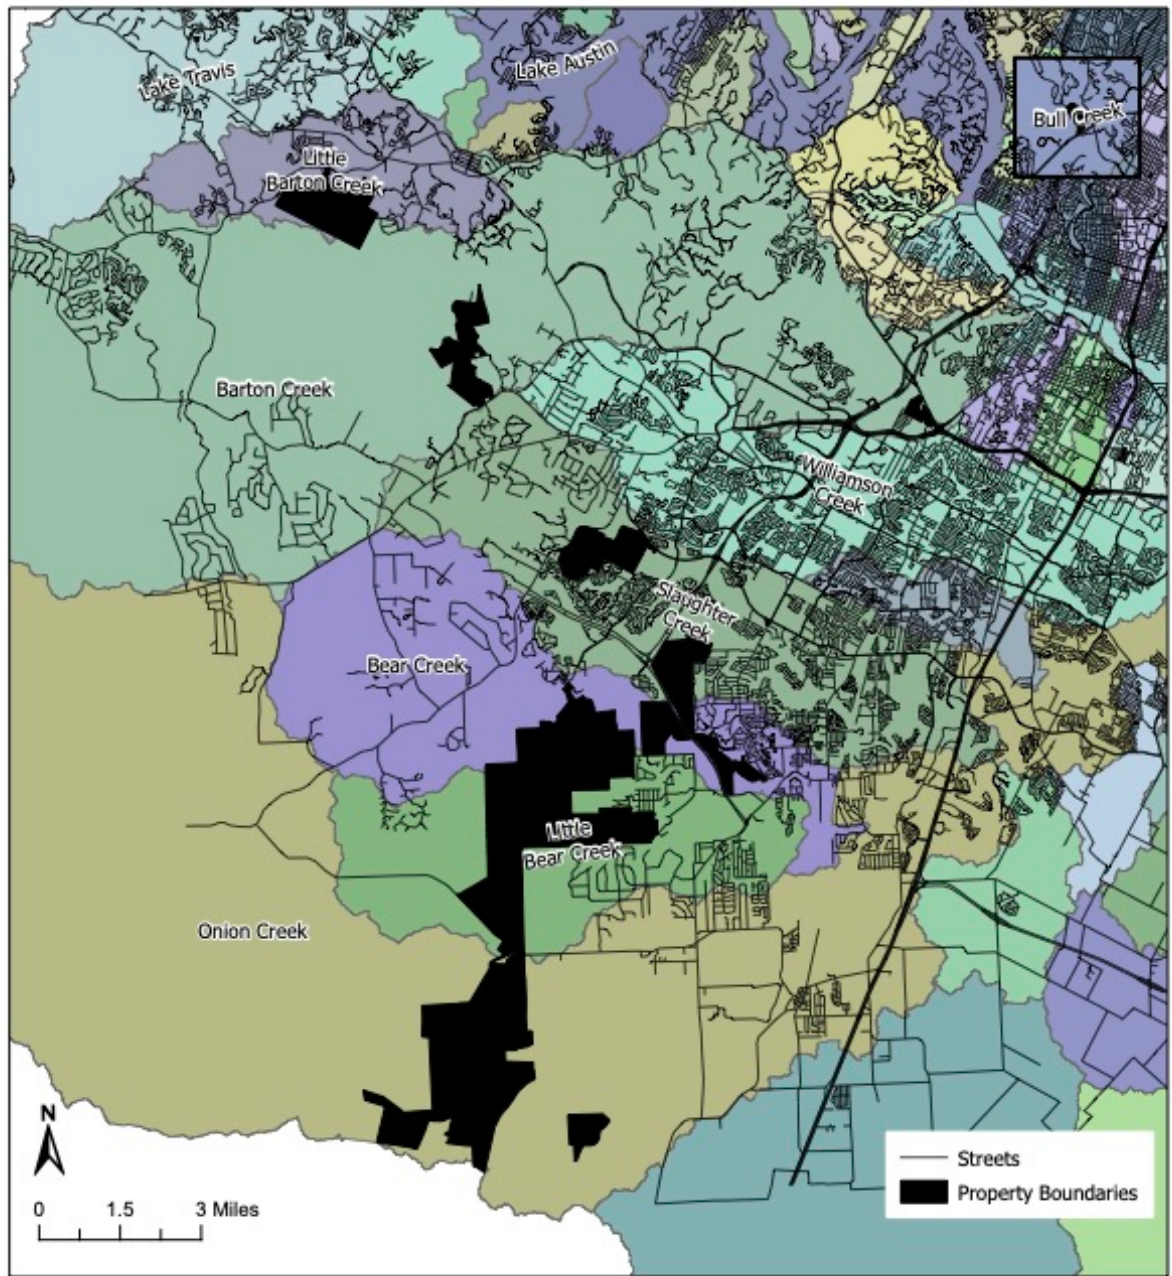 Lake Travis
Lake Austin
Bull Creek
Little
Barton Creek
Barton Creek
Williamson
Creek
Slaughter
Creek
Bear Creek
Little
Bear Creek
Onion Creek
N
0 1.5 3 Miles
Streets
Property Boundaries